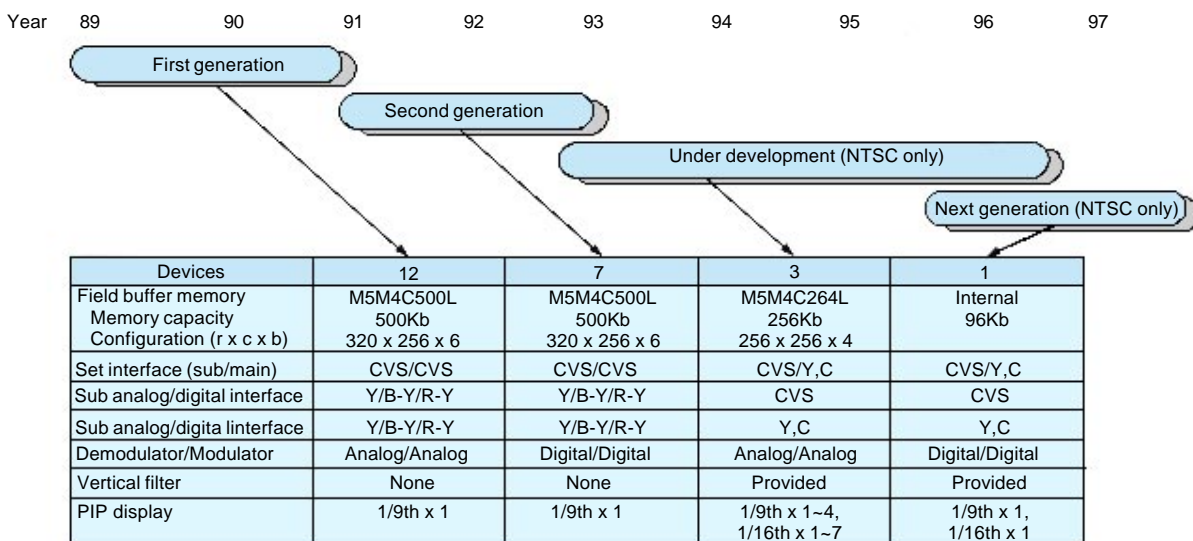 Year 89 90 91 92 93 94 95 96 97
First generation
Second generation
Under development (NTSC only)
Next generation (NTSC only)
Devices 12 7 3 1
Field buffer memory M5M4C500L M5M4C500L M5M4C264L Internal
Memory capacity 500Kb 500Kb 256Kb 96Kb
Configuration (r x c x b) 320 x 256 x 6 320 x 256 x 6 256 x 256 x 4
Set interface (sub/main) CVS/CVS CVS/CVS CVS/Y,C CVS/Y,C
Sub analog/digital interface Y/B-Y/R-Y Y/B-Y/R-Y CVS CVS
Sub analog/digita linterface Y/B-Y/R-Y Y/B-Y/R-Y Y,C Y,C
Demodulator/Modulator Analog/Analog Digital/Digital Analog/Analog Digital/Digital
Vertical filter None None Provided Provided
PIP display 1/9th x 1 1/9th x 1 1/9th x 1~4, 1/9th x 1,
1/16th x 1~7 1/16th x 1